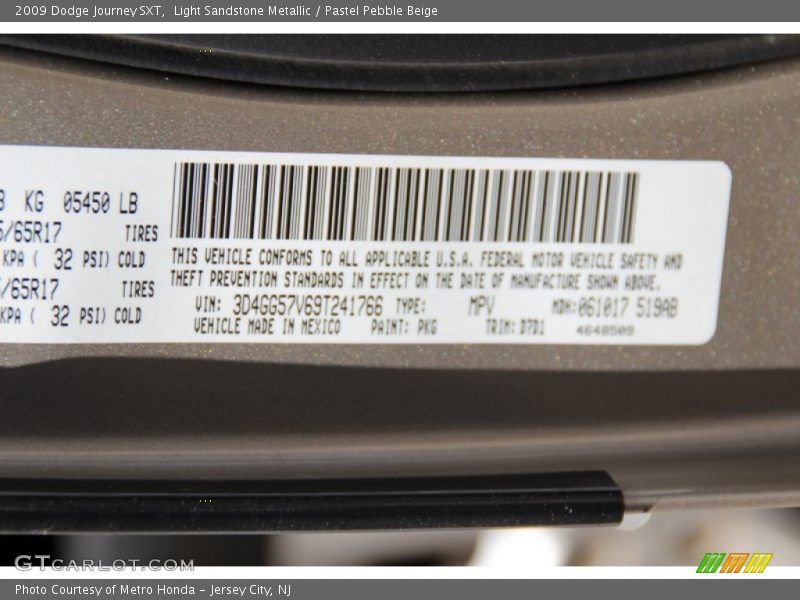 2009 Dodge Journey SXT,  Light Sandstone Metallic / Pastel Pebble Beige
KG 05450 LB
/65R17 TIRES
KPA ( 32 PSI) COLD
/65R17 TIRES
KPA ( 32 PSI) COLD
THIS VEHICLE CONFORMS TO ALL APPLICABLE U.S.A. FEDERAL MOTOR VEHICLE SAFETY AND
THEFT PREVENTION STANDARDS IN EFFECT ON THE DATE OF MANUFACTURE SHOWN ABOVE.
VIN: 3D4GG57V69T241766 TYPE: MPV MDH:061017 519AB
VEHICLE MADE IN MEXICO PAINT: PKG TRIM: D7D1 4648509
GTCARLOT.COM
Photo Courtesy of Metro Honda – Jersey City, NJ